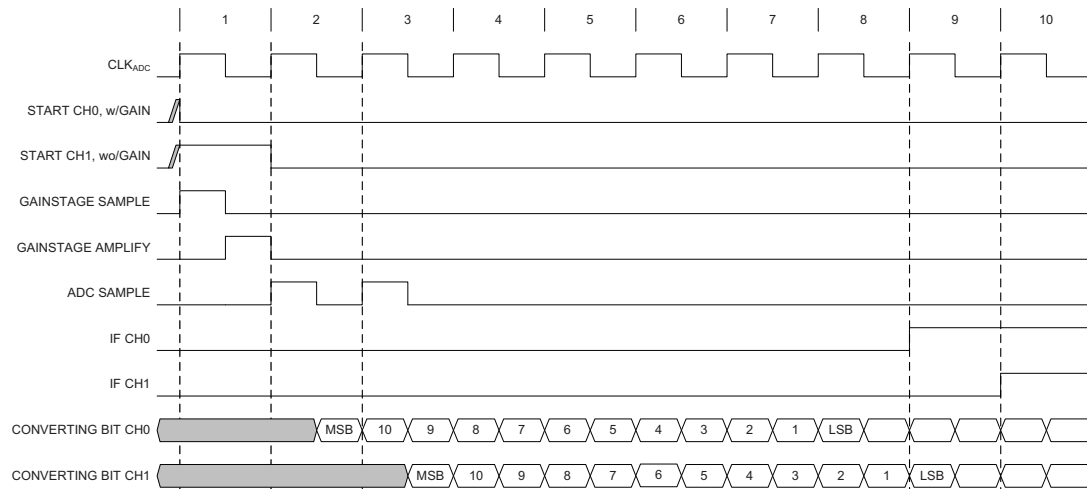 1 2 3 4 5 6 7 8 9 10
CLKADC
START CH0, w/GAIN
START CH1, wo/GAIN
GAINSTAGE SAMPLE
GAINSTAGE AMPLIFY
ADC SAMPLE
IF CH0
IF CH1
CONVERTING BIT CH0 MSB 10 9 8 7 6 5 4 3 2 1 LSB
CONVERTING BIT CH1 MSB 10 9 8 7 6 5 4 3 2 1 LSB